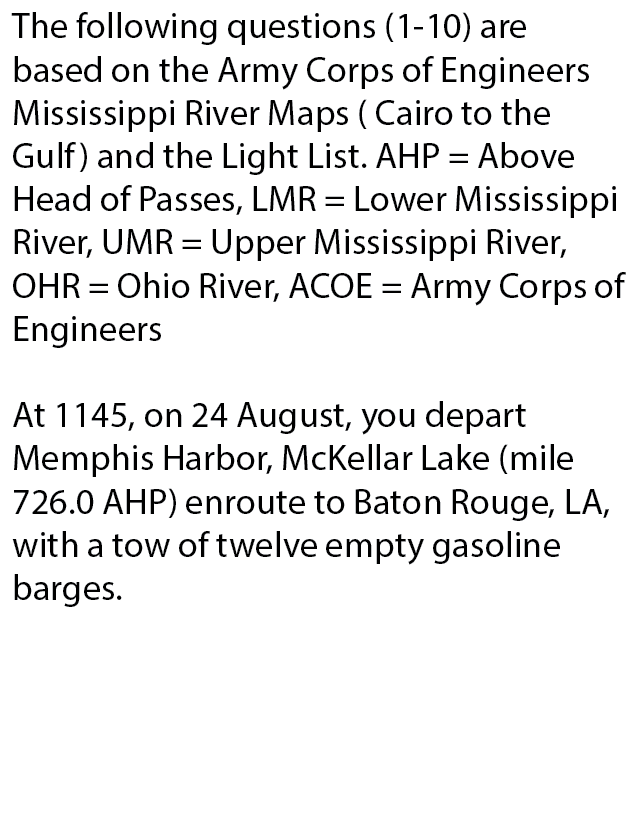 The following questions (1-10) are
based on the Army Corps of Engineers
Mississippi River Maps ( Cairo to the
Gulf) and the Light List. AHP = Above
Head of Passes, LMR = Lower Mississippi
River, UMR = Upper Mississippi River,
OHR = Ohio River, ACOE = Army Corps of
Engineers
At 1145, on 24 August, you depart
Memphis Harbor, McKellar Lake (mile
726.0 AHP) enroute to Baton Rouge, LA,
with a tow of twelve empty gasoline
barges.